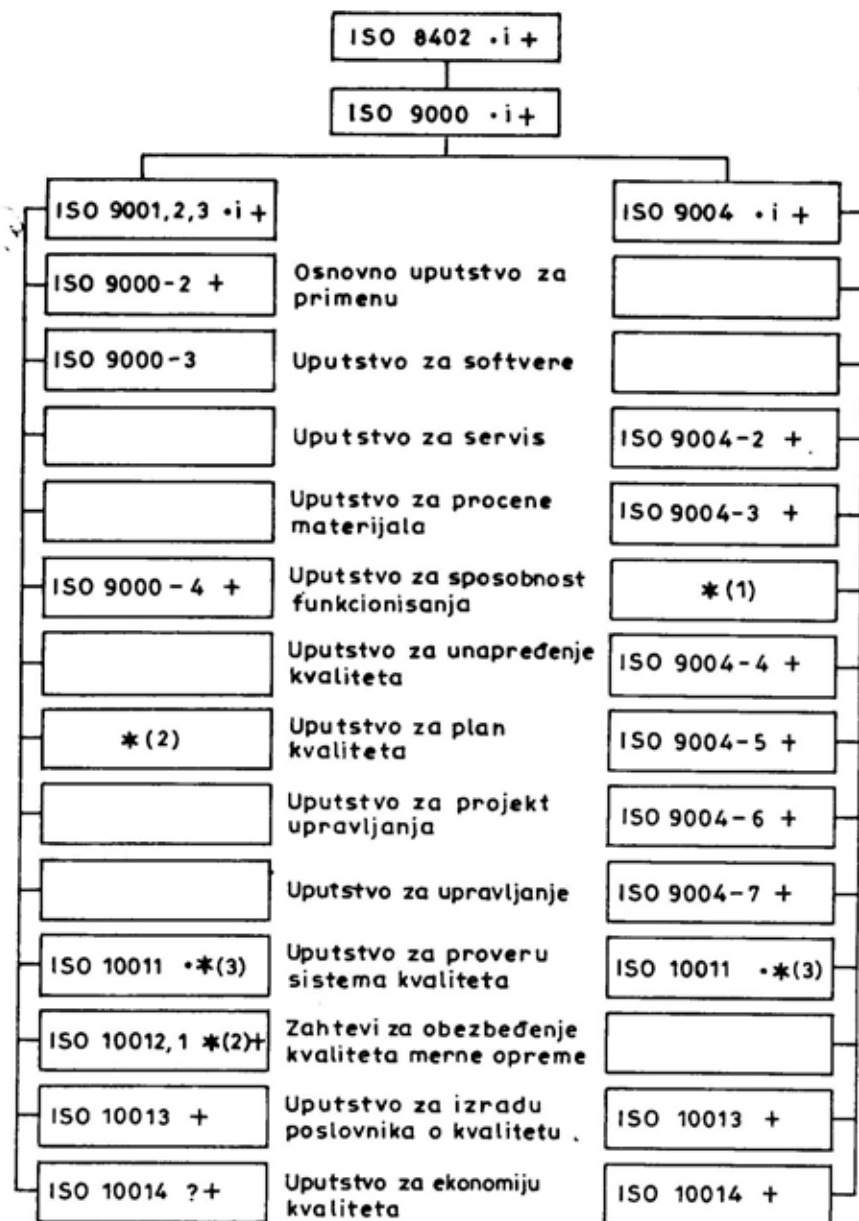 ISO 8402 •i +
ISO 9000 •i +
ISO 9001,2,3 •i +
ISO 9004 •i +
ISO 9000-2 +
Osnovno uputstvo za
primenu
ISO 9000-3
Uputstvo za softvere
Uputstvo za servis
ISO 9004-2 +
Uputstvo za procene
materijala
ISO 9004-3 +
ISO 9000-4 +
Uputstvo za sposobnost
funkcionisanja
*(1)
Uputstvo za unapređenje
kvaliteta
ISO 9004-4 +
*(2)
Uputstvo za plan
kvaliteta
ISO 9004-5 +
Uputstvo za projekt
upravljanja
ISO 9004-6 +
Uputstvo za upravljanje
ISO 9004-7 +
ISO 10011 •*(3)
Uputstvo za proveru
sistema kvaliteta
ISO 10011 •*(3)
ISO 10012,1 *(2)+
Zahtevi za obezbeđenje
kvaliteta merne opreme
ISO 10013 +
Uputstvo za izradu
poslovnika o kvalitetu .
ISO 10013 +
ISO 10014 ?+
Uputstvo za ekonomiju
kvaliteta
ISO 10014 +